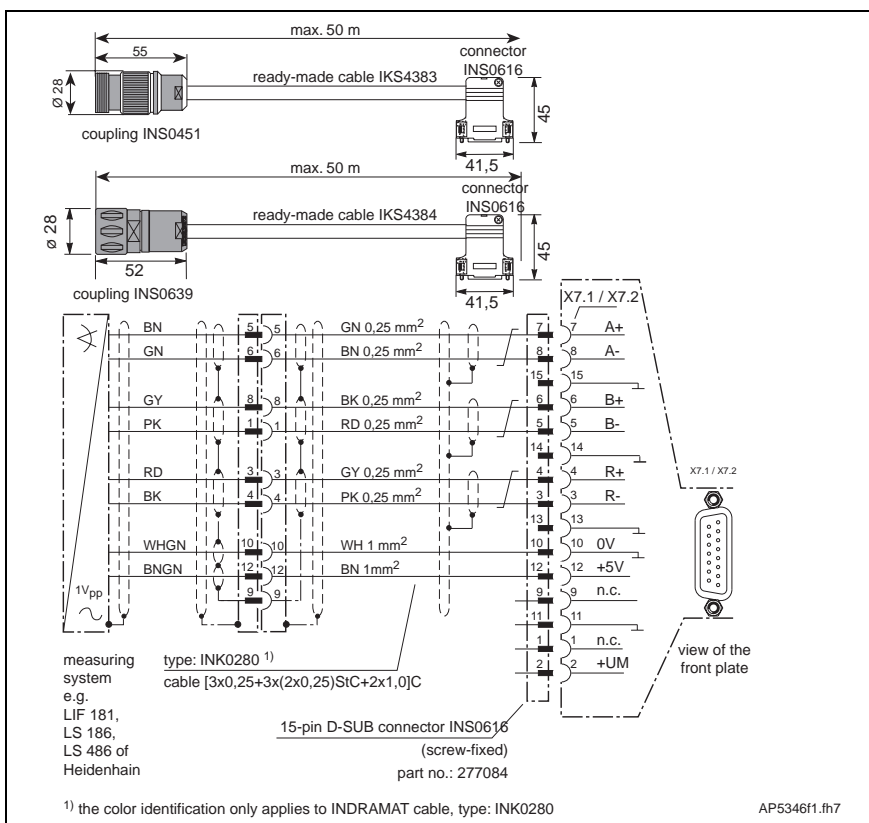 max. 50 m
55
connector
INS0616
ready-made cable IKS4383
Ø 28
45
coupling INS0451
41,5
max. 50 m
connector
INS0616
ready-made cable IKS4384
ø 28
45
52
41,5
coupling INS0639
X7.1 / X7.2
BN 5 5 GN 0,25 mm² 7 7 A+
GN 6 6 BN 0,25 mm² 8 8 A-
15 15
GY 8 8 BK 0,25 mm² 6 6 B+
PK 1 1 RD 0,25 mm² 5 5 B-
14 14
RD 3 3 GY 0,25 mm² 4 4 R+
X7.1 / X7.2
BK 4 4 PK 0,25 mm² 3 3 R-
13 13
WHGN 10 10 WH 1 mm² 10 10 0V
BNGN 12 12 BN 1mm² 12 12 +5V
1Vpp 9 9 9 9 n.c.
11 11
1 1 n.c.
2 2 +UM
view of the
front plate
measuring
system
e.g.
LIF 181,
LS 186,
LS 486 of
Heidenhain
type: INK0280 1)
cable [3x0,25+3x(2x0,25)StC+2x1,0]C
15-pin D-SUB connector INS0616
(screw-fixed)
part no.: 277084
1) the color identification only applies to INDRAMAT cable, type: INK0280
AP5346f1.fh7